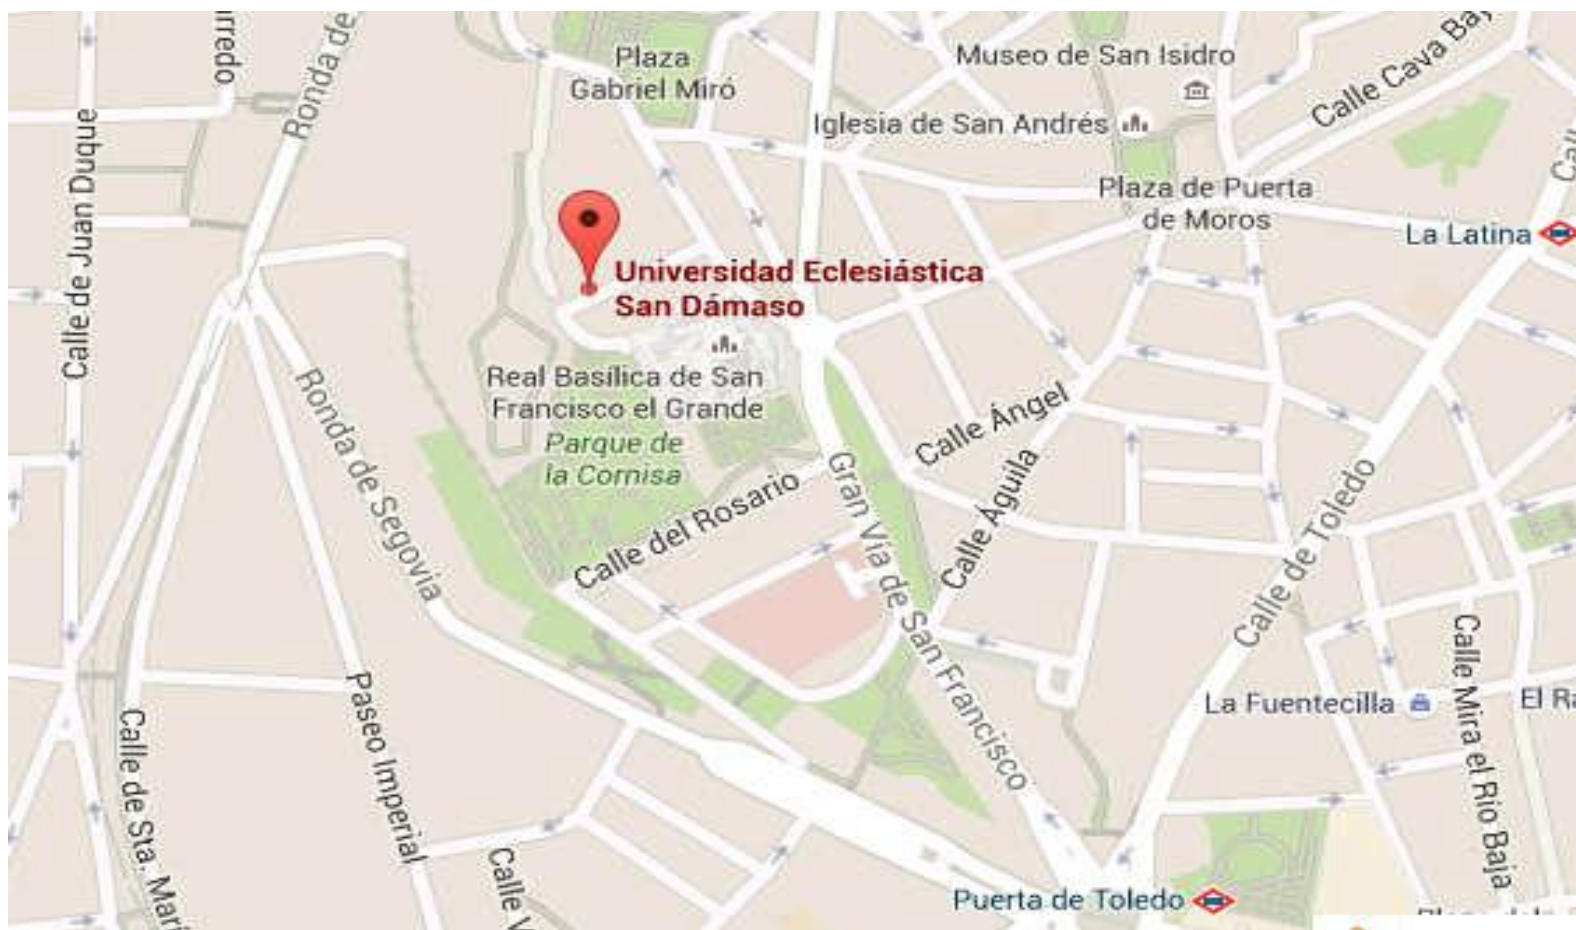 Plaza
Gabriel Miró
Museo de San Isidro
Ronda de
Iglesia de San Andrés
Calle Cava
Calle de Juan Duque
Plaza de Puerta
de Moros
La Latina
Universidad Eclesiástica
San Dámaso
Real Basílica de San
Francisco el Grande
Parque de
la Cornisa
Ronda de Segovia
Calle Ángel
Calle del Rosario
Calle Águila
Gran Vía de San Francisco
Calle de Toledo
La Fuentecilla
El
Calle Mira el Rio Baja
Paseo Imperial
Calle de Sta.
Calle
Puerta de Toledo